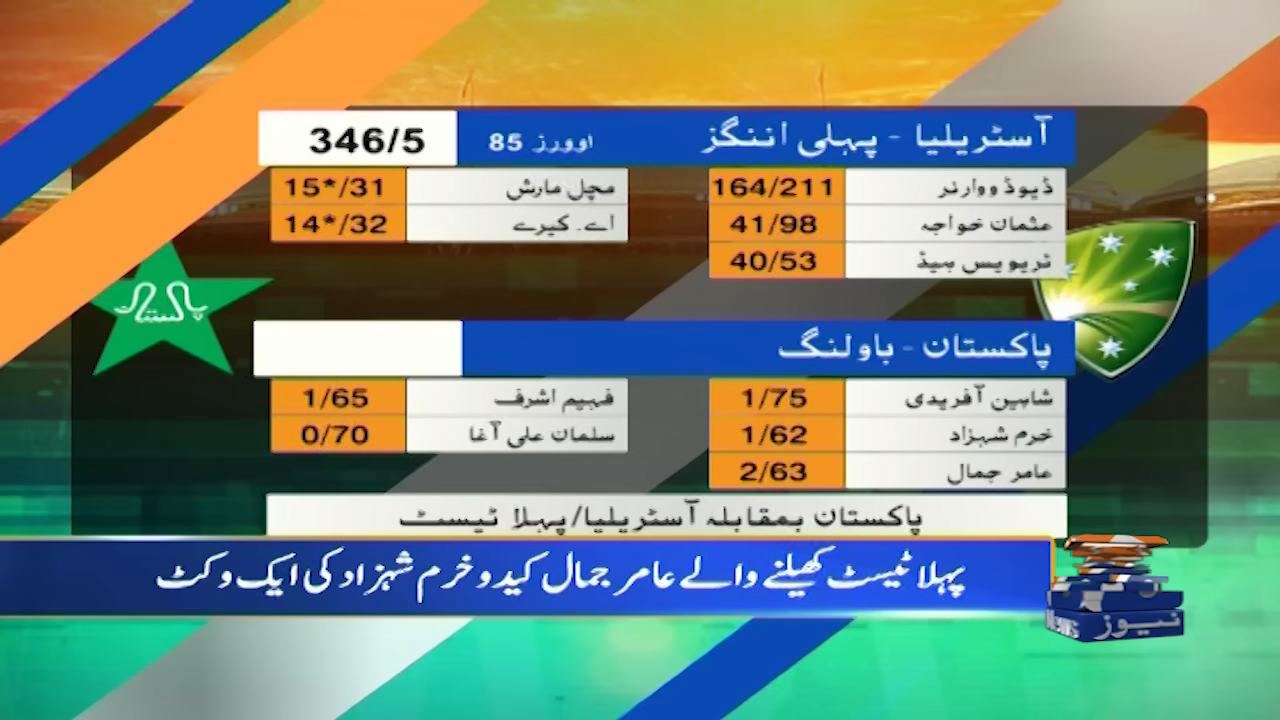 آسٹریلیا - پہلی اننگز اوورز 85 346/5
ڈیوڈ وارنر 164/211 مچل مارش 15*/31
عثمان خواجہ 41/98 اے۔ کیرے 14*/32
ٹریویس ہیڈ 40/53
پاکستان
پاکستان - باولنگ
شاہین آفریدی 1/75 فہیم اشرف 1/65
خرم شہزاد 1/62 سلمان علی آغا 0/70
عامر جمال 2/63
پاکستان بمقابلہ آسٹریلیا/پہلا ٹیسٹ
پہلا ٹیسٹ کھیلنے والے عامر جمال کی دو خرم شہزاد کی ایک وکٹ
News نیوز